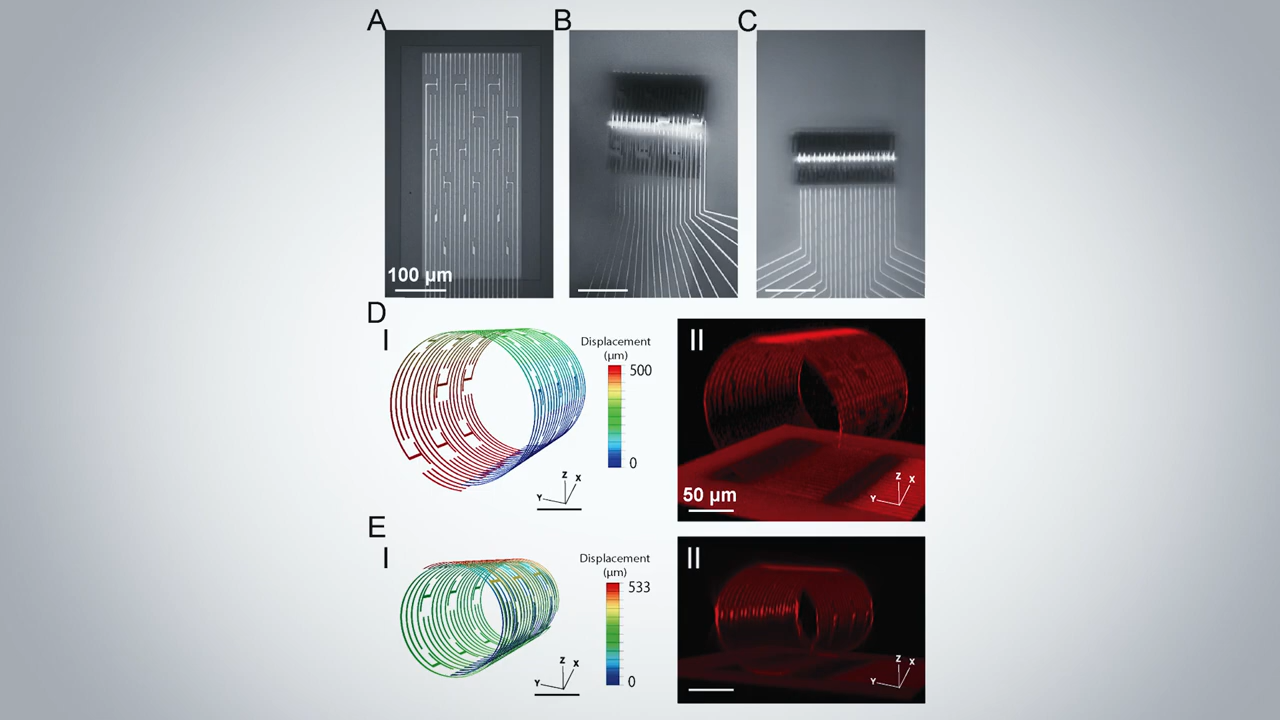 A
B
C
100 µm
D
I
Displacement
(µm)
500
0
Z
X
Y
II
50 µm
Z
X
Y
E
I
Displacement
(µm)
533
0
Z
X
Y
II
Z
X
Y